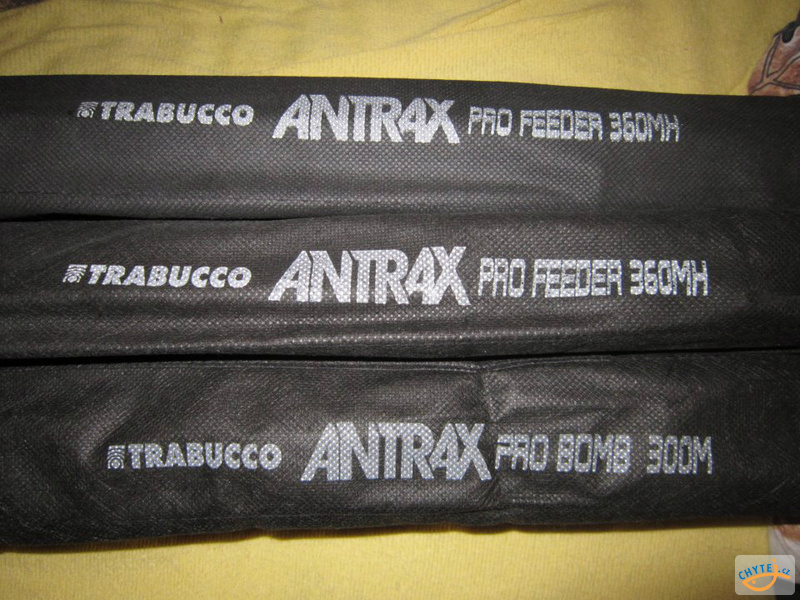 TRABUCCO ANTRAX PRO FEEDER 360MH
TRABUCCO ANTRAX PRO FEEDER 360MH
TRABUCCO ANTRAX PRO BOMB 300M
CHYTEJ.cz